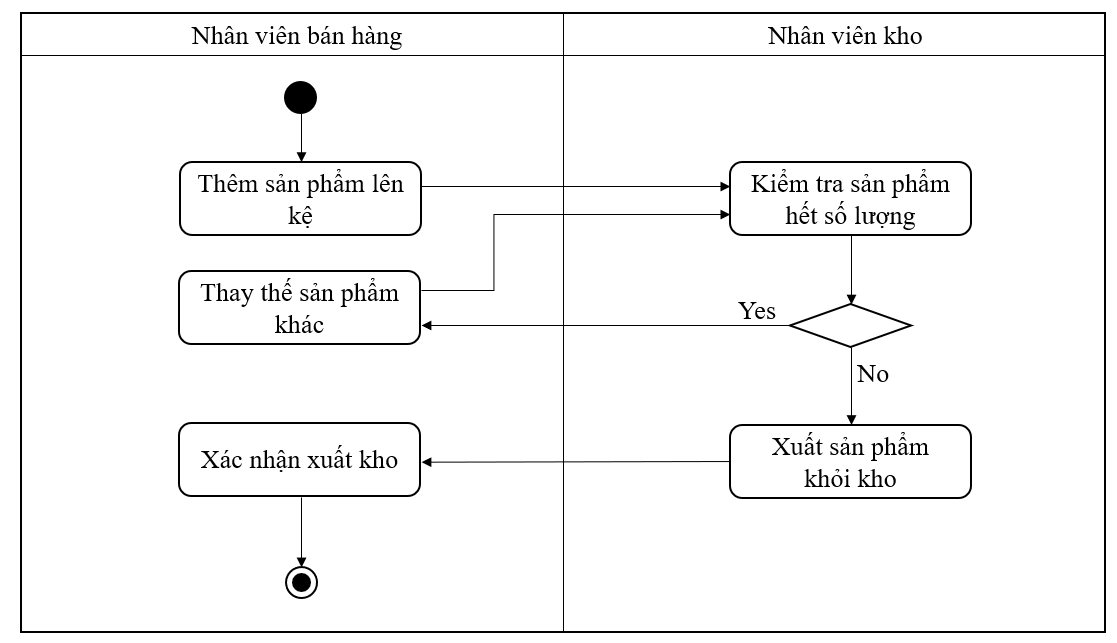 Nhân viên bán hàng
Nhân viên kho
Thêm sản phẩm lên
kệ
Kiểm tra sản phẩm
hết số lượng
Thay thế sản phẩm
khác
Yes
No
Xác nhận xuất kho
Xuất sản phẩm
khỏi kho